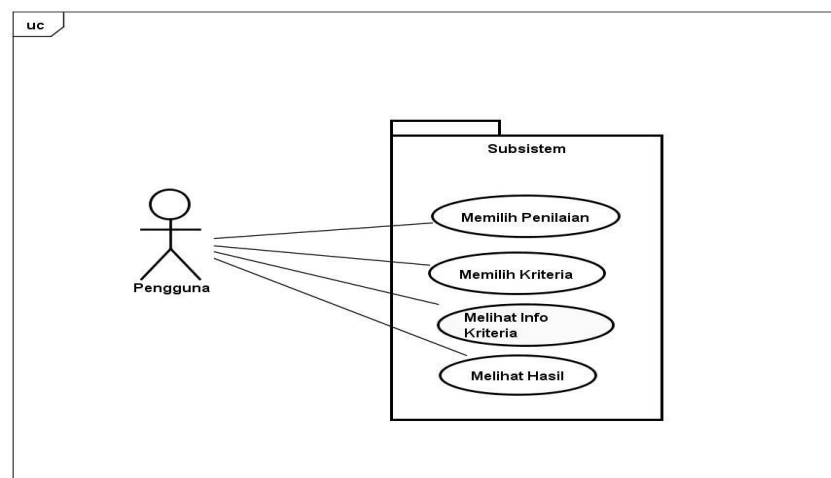 uc
Subsistem
Memilih Penilaian
Memilih Kriteria
Pengguna
Melihat Info
Kriteria
Melihat Hasil